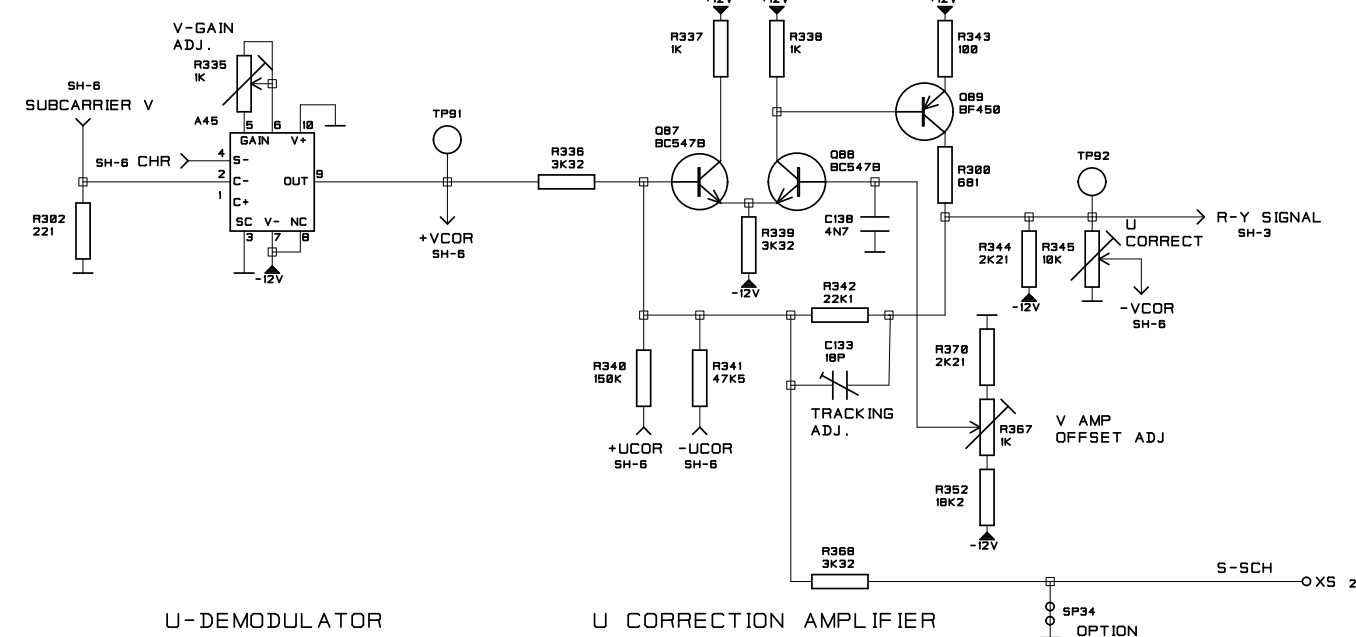 +12V
+12V
+12V
V-GAIN
ADJ.
R335
1K
SH-6
SUBCARRIER V
A45
5
6
10
GAIN
V+
SH-6 CHR
4
S-
2
C-
OUT
9
1
C+
SC
V-
NC
3
7
8
-12V
R302
221
TP91
+VCOR
SH-6
R336
3K32
R337
1K
R338
1K
R343
100
Q87
BC547B
Q88
BC547B
Q89
BF450
R300
681
R339
3K32
-12V
C138
4N7
TP92
R-Y SIGNAL
SH-3
R344
2K21
-12V
R345
10K
U
CORRECT
-VCOR
SH-6
R342
22K1
C133
18P
TRACKING
ADJ.
R340
150K
R341
47K5
+UCOR
SH-6
-UCOR
SH-6
R370
2K21
R367
1K
V AMP
OFFSET ADJ
R352
18K2
-12V
R368
3K32
S-SCH
XS 2
SP34
OPTION
U-DEMODULATOR
U CORRECTION AMPLIFIER